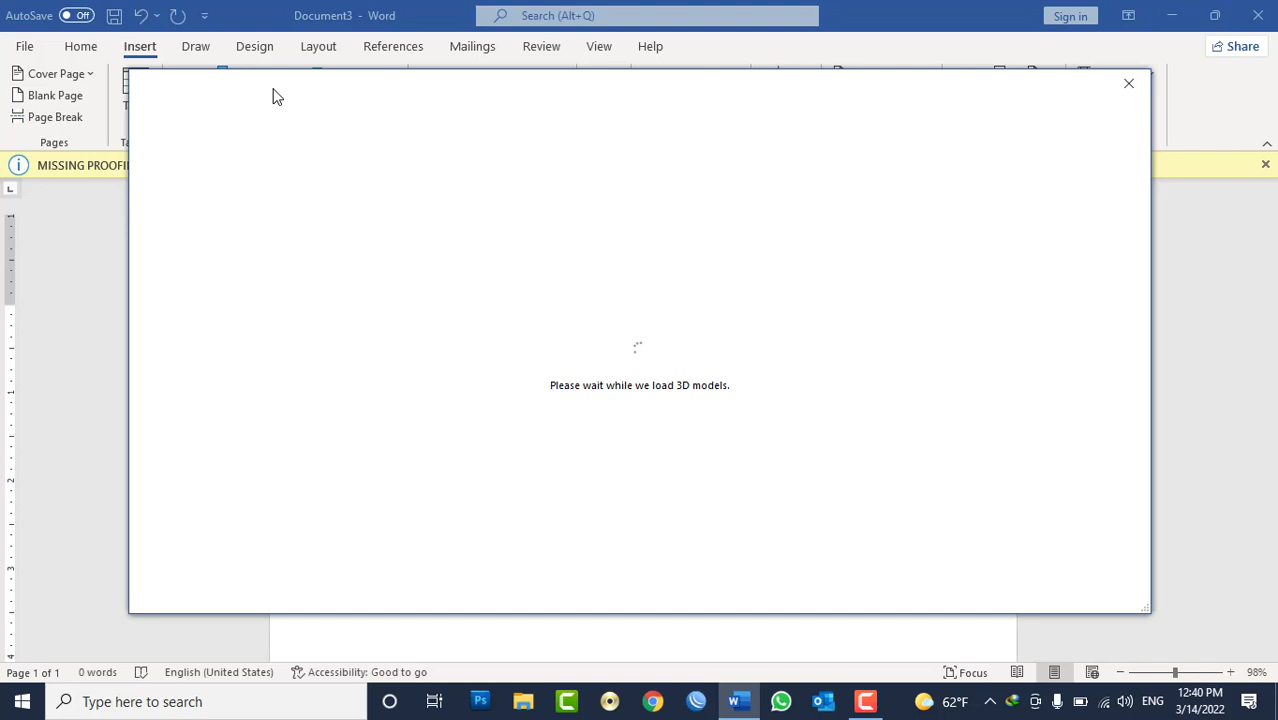 AutoSave Off Document3 - Word Search (Alt+Q) Sign in
File Home Insert Draw Design Layout References Mailings Review View Help Share
Cover Page
Blank Page
Page Break
Pages
MISSING PROOFI
Please wait while we load 3D models.
Page 1 of 1 0 words English (United States) Accessibility: Good to go Focus 98%
Type here to search Ps 62°F ENG 12:40 PM
3/14/2022